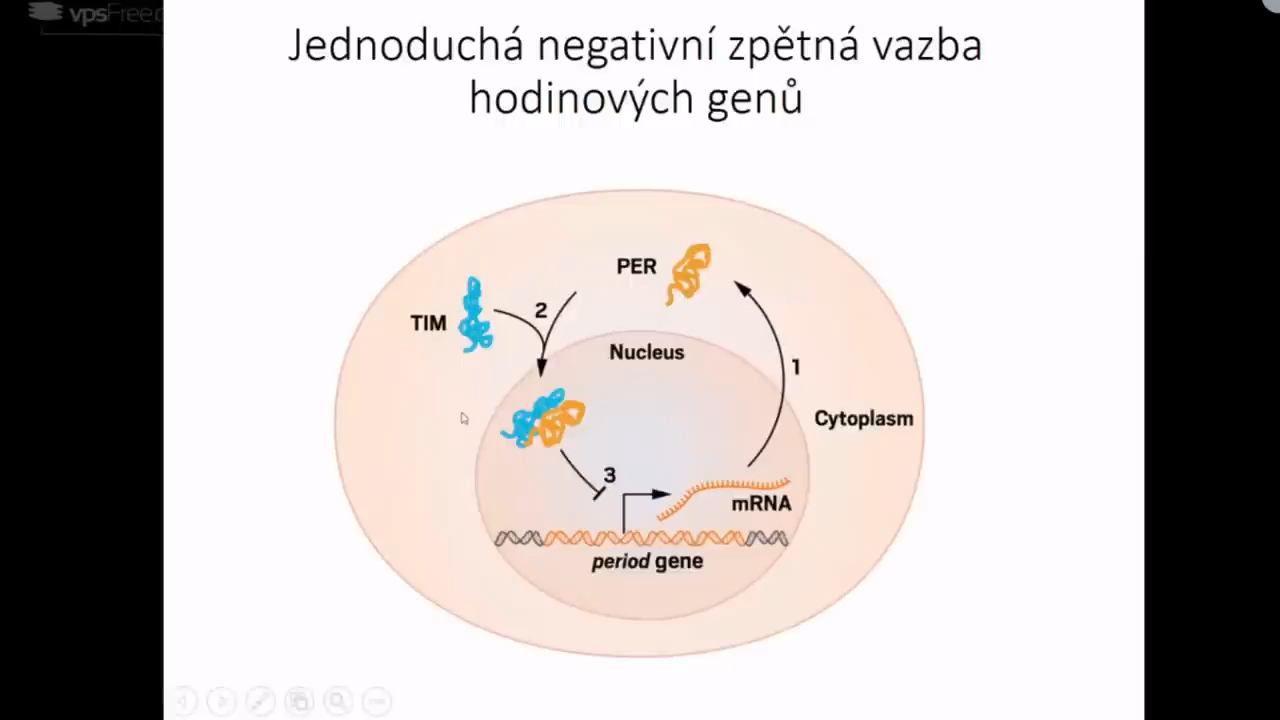 vpsFree.c
Jednoduchá negativní zpětná vazba
hodinových genů
PER
TIM
2
Nucleus
1
Cytoplasm
3
mRNA
period gene